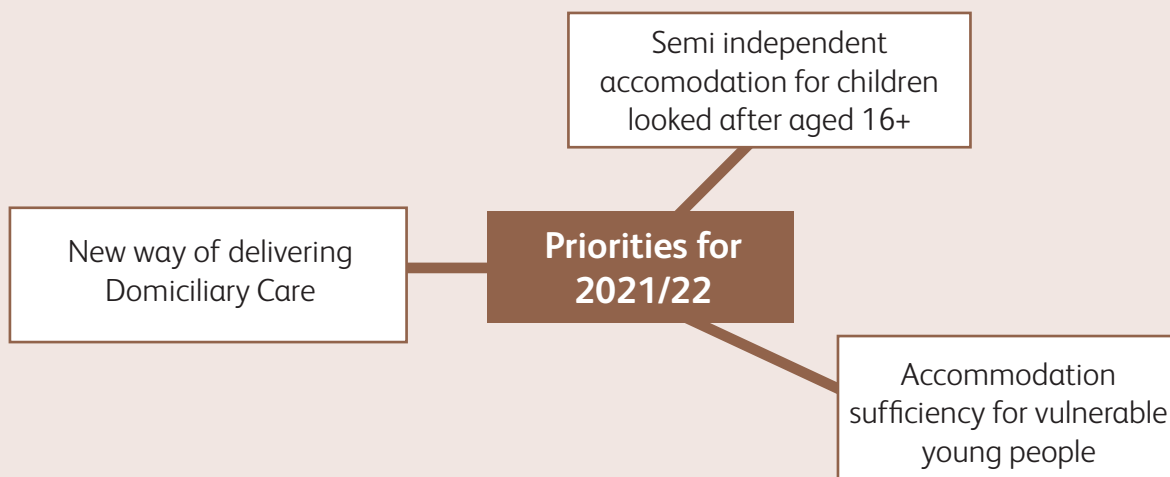 Semi independent
accomodation for children
looked after aged 16+
New way of delivering
Domiciliary Care
Priorities for
2021/22
Accommodation
sufficiency for vulnerable
young people